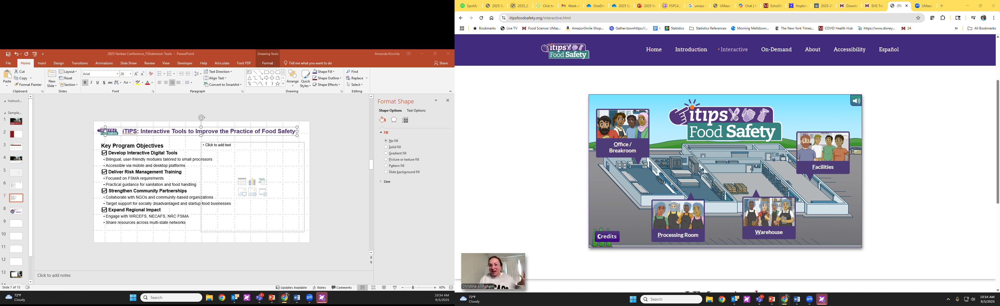 2025 Yankee Conference_FSExtension Tools - PowerPoint
Drawing Tools
Amanda Kinchla
File Home Insert Design Transitions Animations Slide Show Review View Developer Help Articulate Foxit PDF Format Tell me what you want to do Share
Paste
Cut
Copy
Format Painter
Clipboard
New
Slide
Layout
Reset
Section
Slides
Arial 26
B I U S abc AV Aa A
Font
Text Direction
Align Text
Convert to SmartArt
Paragraph
Arrange
Quick
Styles
Shape Fill
Shape Outline
Shape Effects
Drawing
Find
Replace
Select
Editing
Instruct...
Sample...
1
2
3
4
5
6
7
8
9
10
11
12
13
itips
Food Safety
iTIPS: Interactive Tools to Improve the Practice of Food Safety
Key Program Objectives
Develop Interactive Digital Tools
• Bilingual, user-friendly modules tailored to small processors
• Accessible via mobile and desktop platforms
Deliver Risk Management Training
• Focused on FSMA requirements
• Practical guidance for sanitation and food handling
Strengthen Community Partnerships
• Collaborate with NGOs and community-based organizations
• Target support for socially disadvantaged and startup food businesses
Expand Regional Impact
• Engage with WRCEFS, NECAFS, NRC FSMA
• Share resources across multi-state networks
• Click to add text
Format Shape
Shape Options Text Options
Fill
No fill
Solid fill
Gradient fill
Picture or texture fill
Pattern fill
Slide background fill
Line
Click to add notes
Slide 7 of 15
Updates Available Notes Comments 60%
72°F
Cloudy
Search
9+
10:34 AM
9/5/2025
Spotify 2025 Su 2025_8 Click to Week o OneDri 2025 Sp 2025 Ya FSPCA_ umass UMass Chat | M Echo36 Hopkin 2025-2 Downlo EHS Tra iTIP UMass
itipsfoodsafety.org/interactive.html
Bookmarks Live TV Food Science: UMas... AmazonSmile Shop... Gather.townhttps://... i Statistics Statistics References Morning Meltdown... The New York Times... COVID Health Hub https://www.disney... 24 All Bookmarks
itips
Food Safety
Home Introduction • Interactive On-Demand About Accessibility Español
itips
Food Safety
Office /
Breakroom
Facilities
Processing Room
Warehouse
Credits
Christina Allingham
72°F
Cloudy
Search
9+
10:34 AM
9/5/2025